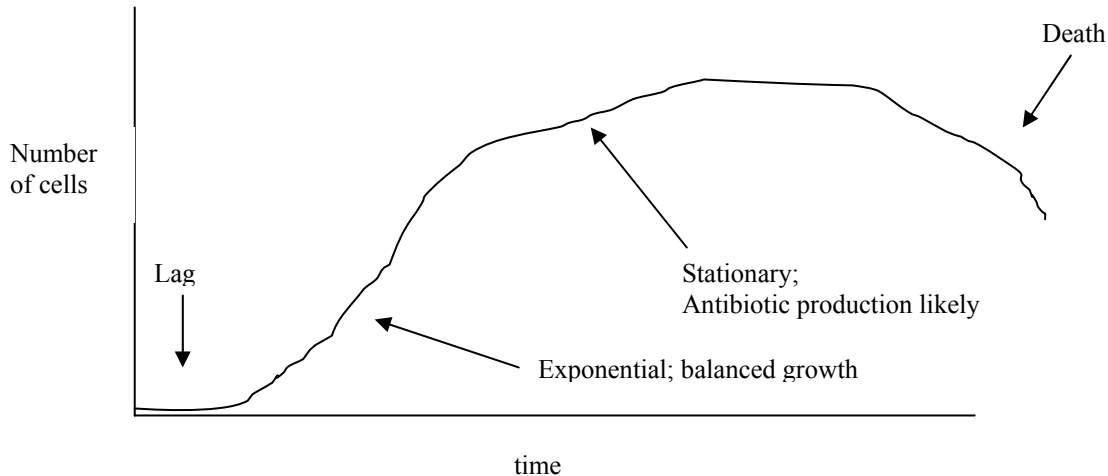 Death
Number
of cells
Lag
Stationary;
Antibiotic production likely
Exponential; balanced growth
time